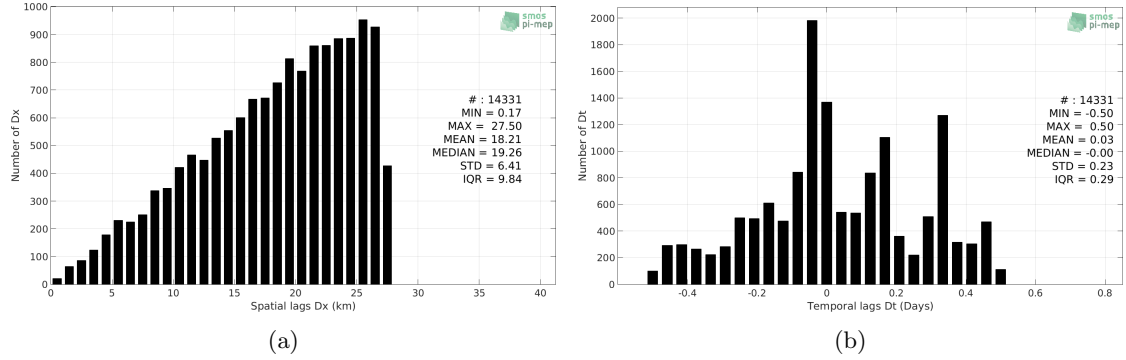 1000
900
800
700
600
500
400
300
200
100
0
Number of Dx
0 5 10 15 20 25 30 35 40
Spatial lags Dx (km)
smos
pi-mep
# : 14331
MIN = 0.17
MAX = 27.50
MEAN = 18.21
MEDIAN = 19.26
STD = 6.41
IQR = 9.84
(a)
2000
1800
1600
1400
1200
1000
800
600
400
200
0
Number of Dt
-0.4 -0.2 0 0.2 0.4 0.6 0.8
Temporal lags Dt (Days)
smos
pi-mep
# : 14331
MIN = -0.50
MAX = 0.50
MEAN = 0.03
MEDIAN = -0.00
STD = 0.23
IQR = 0.29
(b)